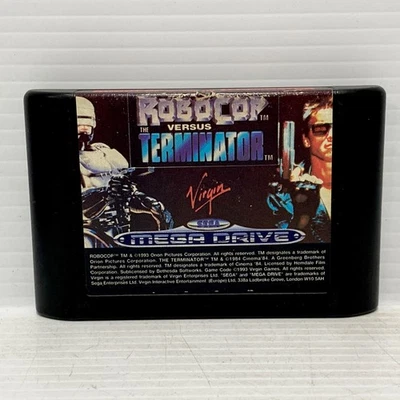 ROBOCOP™
VERSUS
THE TERMINATOR™
Virgin
SEGA
MEGA DRIVE
ROBOCOP™ TM & ©1993 Orion Pictures Corporation. All rights reserved. TM designates a trademark of
Orion Pictures Corporation. THE TERMINATOR™ TM & © 1984 Cinema'84, A Greenberg Brothers
Partnership. All rights reserved. TM designates a trademark of Cinema '84. Licensed by Hemdale Film
Corporation. Sublicensed by Bethesda Softworks. Game Code ©1993 Virgin Games. All rights reserved.
Virgin is a registered trademark of Virgin Enterprises Ltd. "SEGA" and "MEGA DRIVE" are trademarks of
Sega Enterprises Ltd. Virgin Interactive Entertainment (Europe) Ltd. 338a Ladbroke Grove, London W10 5AH